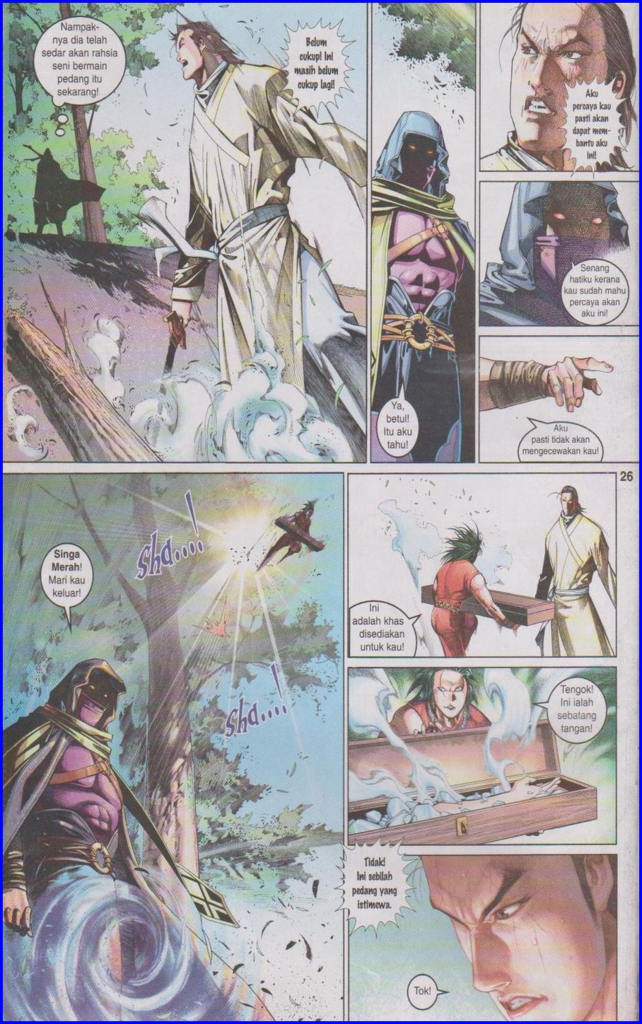 Nampak-
nya dia telah
sedar akan rahsia
seni bermain
pedang itu
sekarang!
Belum
cukup! Ini
masih belum
cukup lagi!
Ya,
betul!
Itu aku
tahu!
Aku
percaya kau
pasti akan
dapat mem-
bantu aku
ini!
Senang
hatiku kerana
kau sudah mahu
percaya akan
aku ini!
Aku
pasti tidak akan
mengecewakan kau!
26
Singa
Merah!
Mari kau
keluar!
sha....!
sha....!
Ini
adalah khas
disediakan
untuk kau!
Tengok!
Ini ialah
sebatang
tangan!
Tidak!
Ini sebilah
pedang yang
istimewa.
Tok!